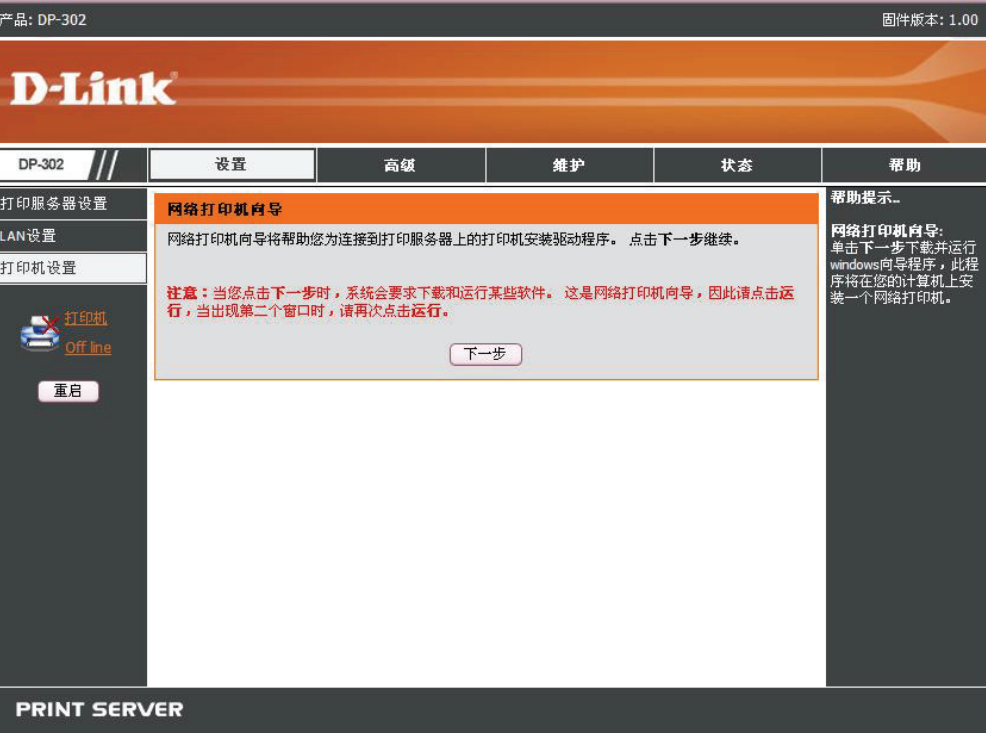 产品: DP-302
固件版本: 1.00
D-Link
DP-302
设置
高级
维护
状态
帮助
打印服务器设置
LAN设置
打印机设置
打印机
Off line
重启
网络打印机向导
网络打印机向导将帮助您为连接到打印服务器上的打印机安装驱动程序。 点击下一步继续。
注意：当您点击下一步时，系统会要求下载和运行某些软件。 这是网络打印机向导，因此请点击运
行，当出现第二个窗口时，请再次点击运行。
下一步
帮助提示..
网络打印机向导:
单击下一步下载并运行
windows向导程序，此程
序将在您的计算机上安
装一个网络打印机。
PRINT SERVER